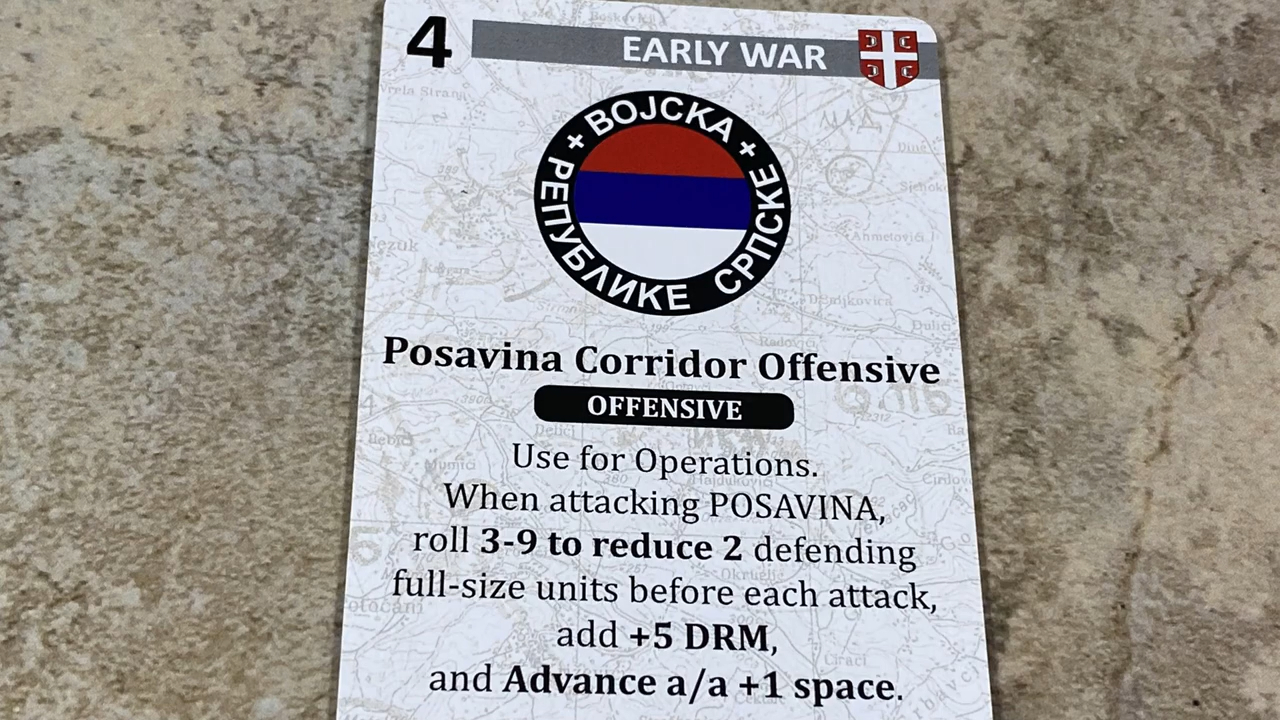 4 EARLY WAR
ВОЈСКА
РЕПУБЛИКЕ СРПСКЕ
Posavina Corridor Offensive
OFFENSIVE
Use for Operations.
When attacking POSAVINA,
roll 3-9 to reduce 2 defending
full-size units before each attack,
add +5 DRM,
and Advance a/a +1 space.